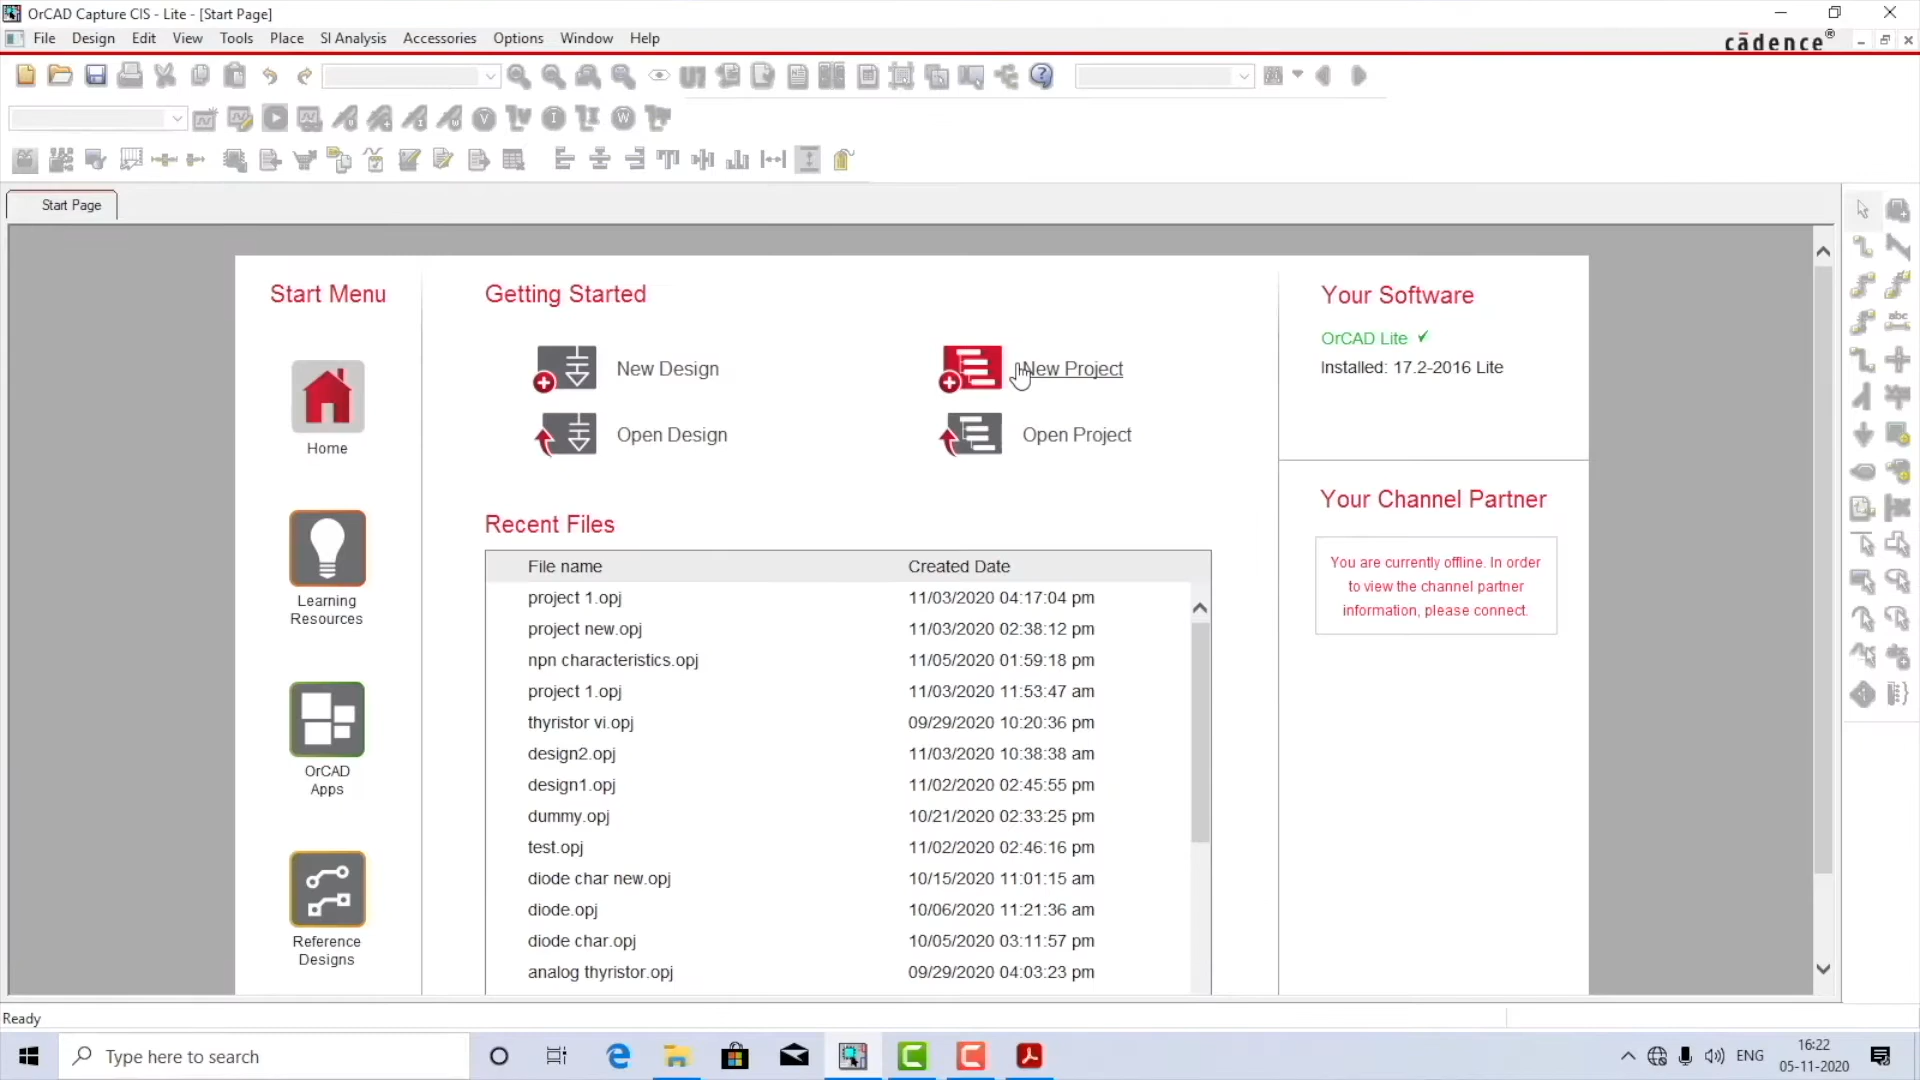 OrCAD Capture CIS - Lite - [Start Page]
File Design Edit View Tools Place SI Analysis Accessories Options Window Help
cādence®
Start Page
Start Menu
Home
Learning
Resources
OrCAD
Apps
Reference
Designs
Getting Started
New Design
New Project
Open Design
Open Project
Recent Files
File name Created Date
project 1.opj 11/03/2020 04:17:04 pm
project new.opj 11/03/2020 02:38:12 pm
npn characteristics.opj 11/05/2020 01:59:18 pm
project 1.opj 11/03/2020 11:53:47 am
thyristor vi.opj 09/29/2020 10:20:36 pm
design2.opj 11/03/2020 10:38:38 am
design1.opj 11/02/2020 02:45:55 pm
dummy.opj 10/21/2020 02:33:25 pm
test.opj 11/02/2020 02:46:16 pm
diode char new.opj 10/15/2020 11:01:15 am
diode.opj 10/06/2020 11:21:36 am
diode char.opj 10/05/2020 03:11:57 pm
analog thyristor.opj 09/29/2020 04:03:23 pm
Your Software
OrCAD Lite ✓
Installed: 17.2-2016 Lite
Your Channel Partner
You are currently offline. In order
to view the channel partner
information, please connect.
Ready
Type here to search
ENG
16:22
05-11-2020